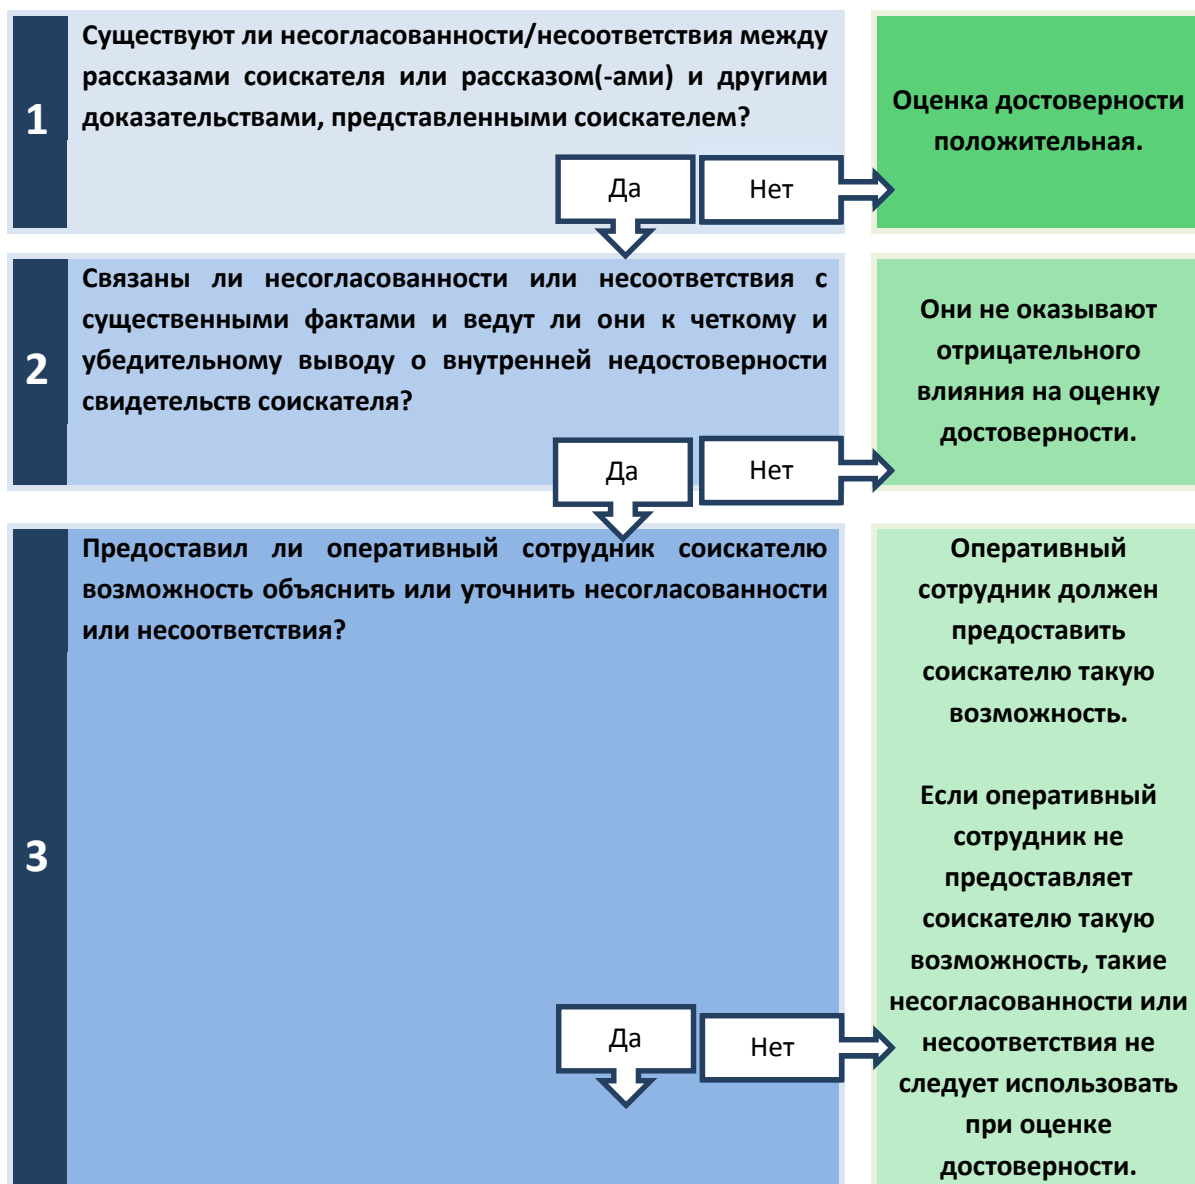 1
Существуют ли несогласованности/несоответствия между
рассказами соискателя или рассказом(-ами) и другими
доказательствами, представленными соискателем?
Да
Нет
Оценка достоверности
положительная.
2
Связаны ли несогласованности или несоответствия с
существенными фактами и ведут ли они к четкому и
убедительному выводу о внутренней недостоверности
свидетельств соискателя?
Да
Нет
Они не оказывают
отрицательного
влияния на оценку
достоверности.
3
Предоставил ли оперативный сотрудник соискателю
возможность объяснить или уточнить несогласованности
или несоответствия?
Да
Нет
Оперативный
сотрудник должен
предоставить
соискателю такую
возможность.
Если оперативный
сотрудник не
предоставляет
соискателю такую
возможность, такие
несогласованности или
несоответствия не
следует использовать
при оценке
достоверности.